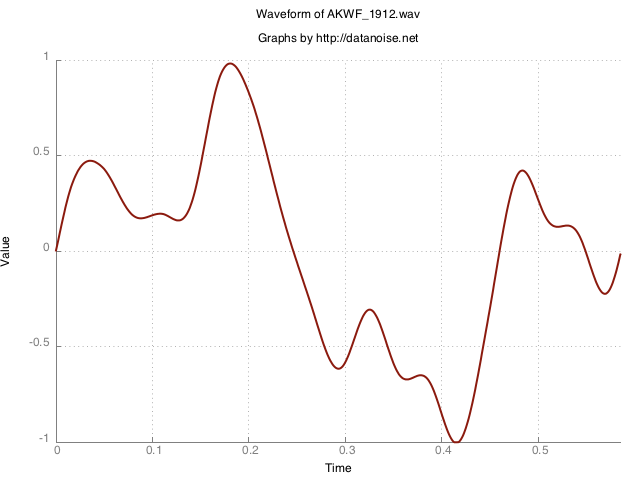 Waveform of AKWF_1912.wav
Graphs by http://datanoise.net
1
0.5
0
-0.5
-1
Value
0 0.1 0.2 0.3 0.4 0.5
Time